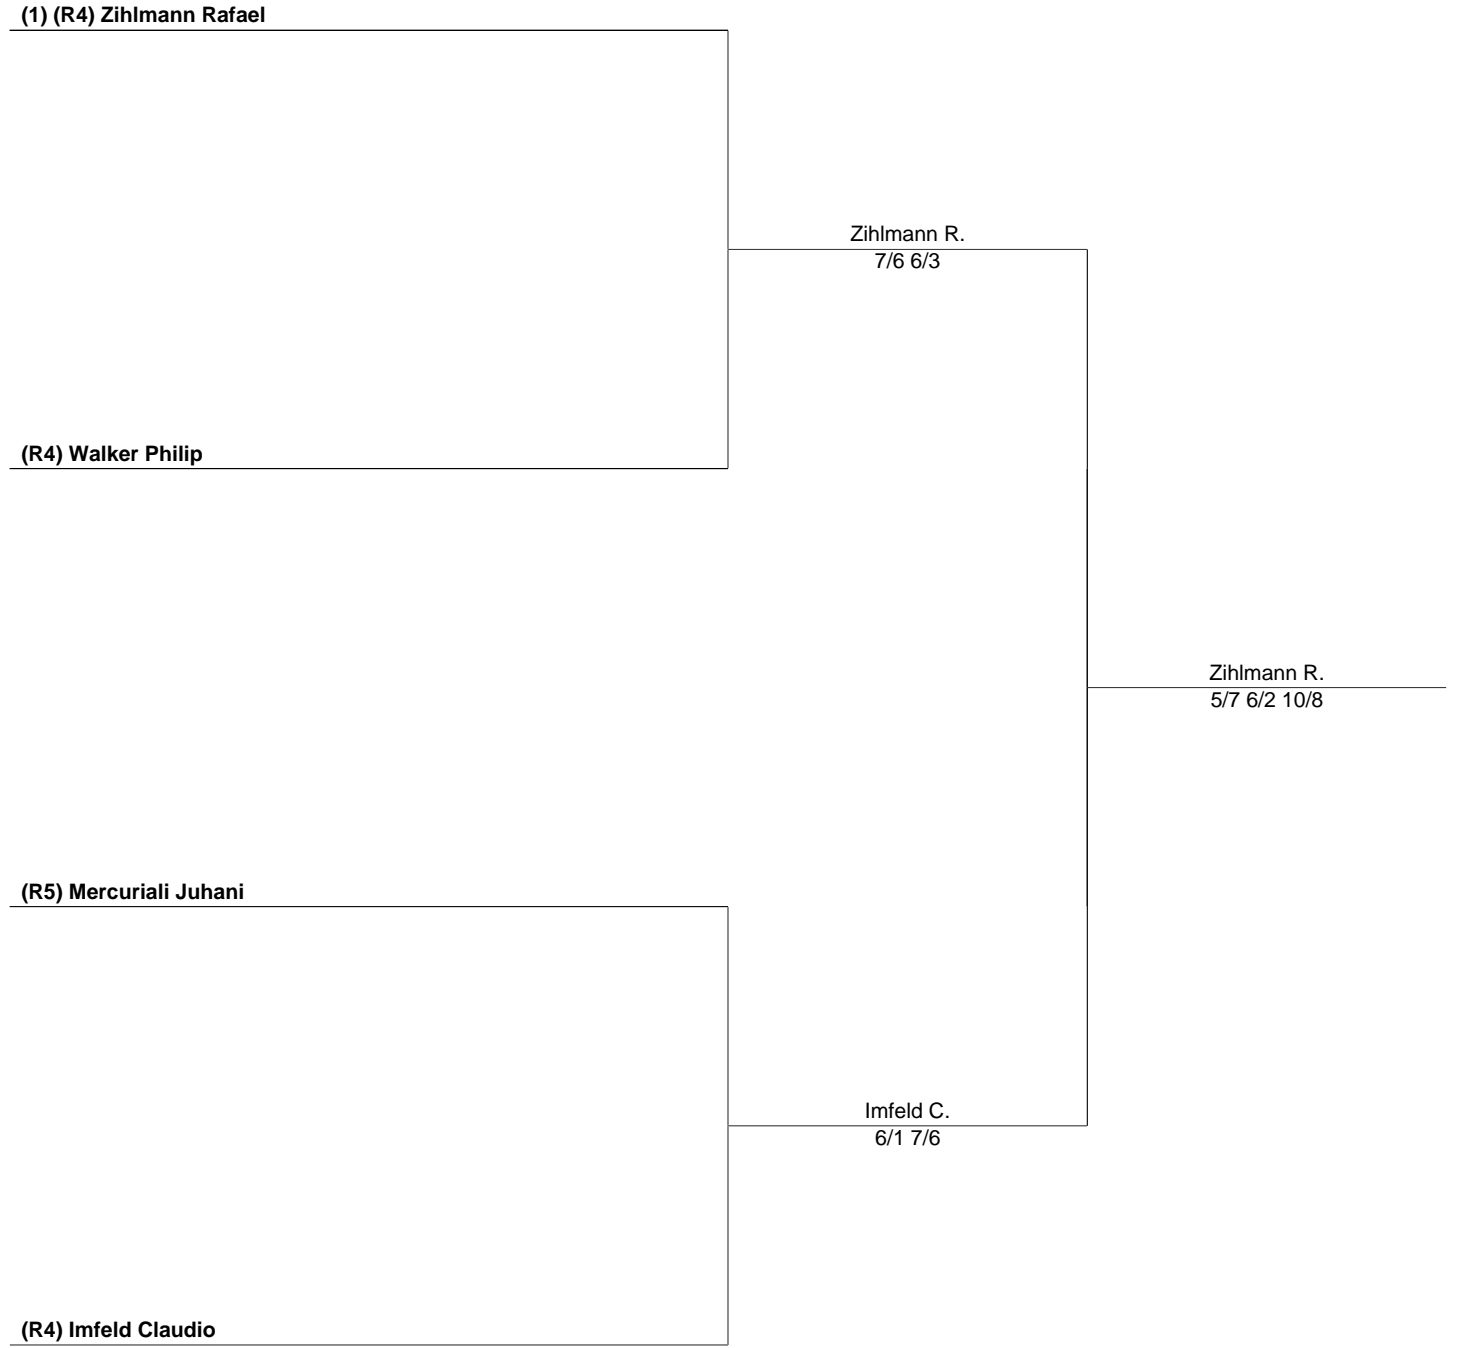 (1) (R4) Zihlmann Rafael
Zihlmann R.
7/6 6/3
(R4) Walker Philip
Zihlmann R.
5/7 6/2 10/8
(R5) Mercuriali Juhani
Imfeld C.
6/1 7/6
(R4) Imfeld Claudio